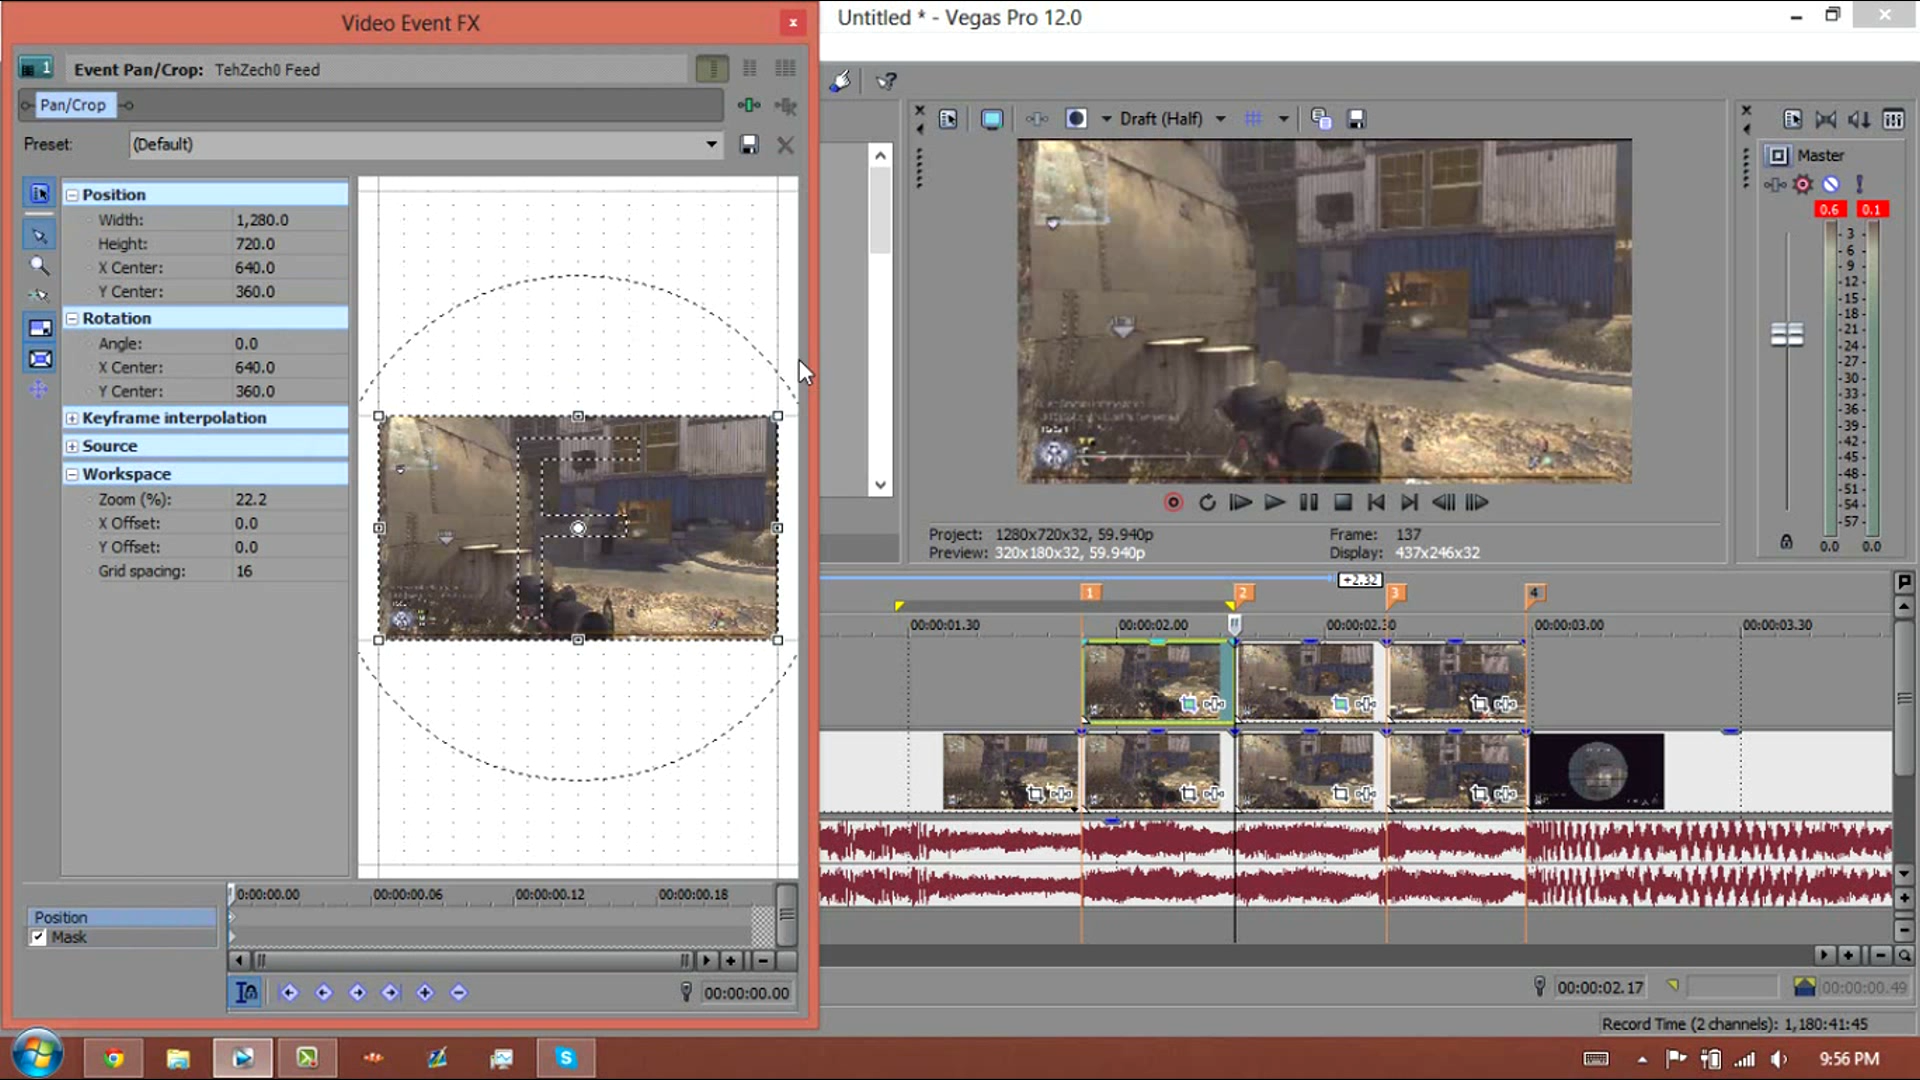 Video Event FX
x
Untitled * - Vegas Pro 12.0
1
Event Pan/Crop: TehZech0 Feed
Pan/Crop
Preset: (Default)
Position
Width: 1,280.0
Height: 720.0
X Center: 640.0
Y Center: 360.0
Rotation
Angle: 0.0
X Center: 640.0
Y Center: 360.0
Keyframe interpolation
Source
Workspace
Zoom (%): 22.2
X Offset: 0.0
Y Offset: 0.0
Grid spacing: 16
0:00:00.00 00:00:00.06 00:00:00.12 00:00:00.18
Position
Mask
00:00:00.00
Draft (Half)
Project: 1280x720x32, 59.940p
Preview: 320x180x32, 59.940p
Frame: 137
Display: 437x246x32
Master
0.6 0.1
- 3 -
- 6 -
- 9 -
-12-
-15-
-18-
-21-
-24-
-27-
-30-
-33-
-36-
-39-
-42-
-45-
-48-
-51-
-54-
-57-
0.0 0.0
+2.32
1 2 3 4
00:00:01.30 00:00:02.00 00:00:02.30 00:00:03.00 00:00:03.30
00:00:02.17 00:00:00.49
Record Time (2 channels): 1,180:41:45
9:56 PM